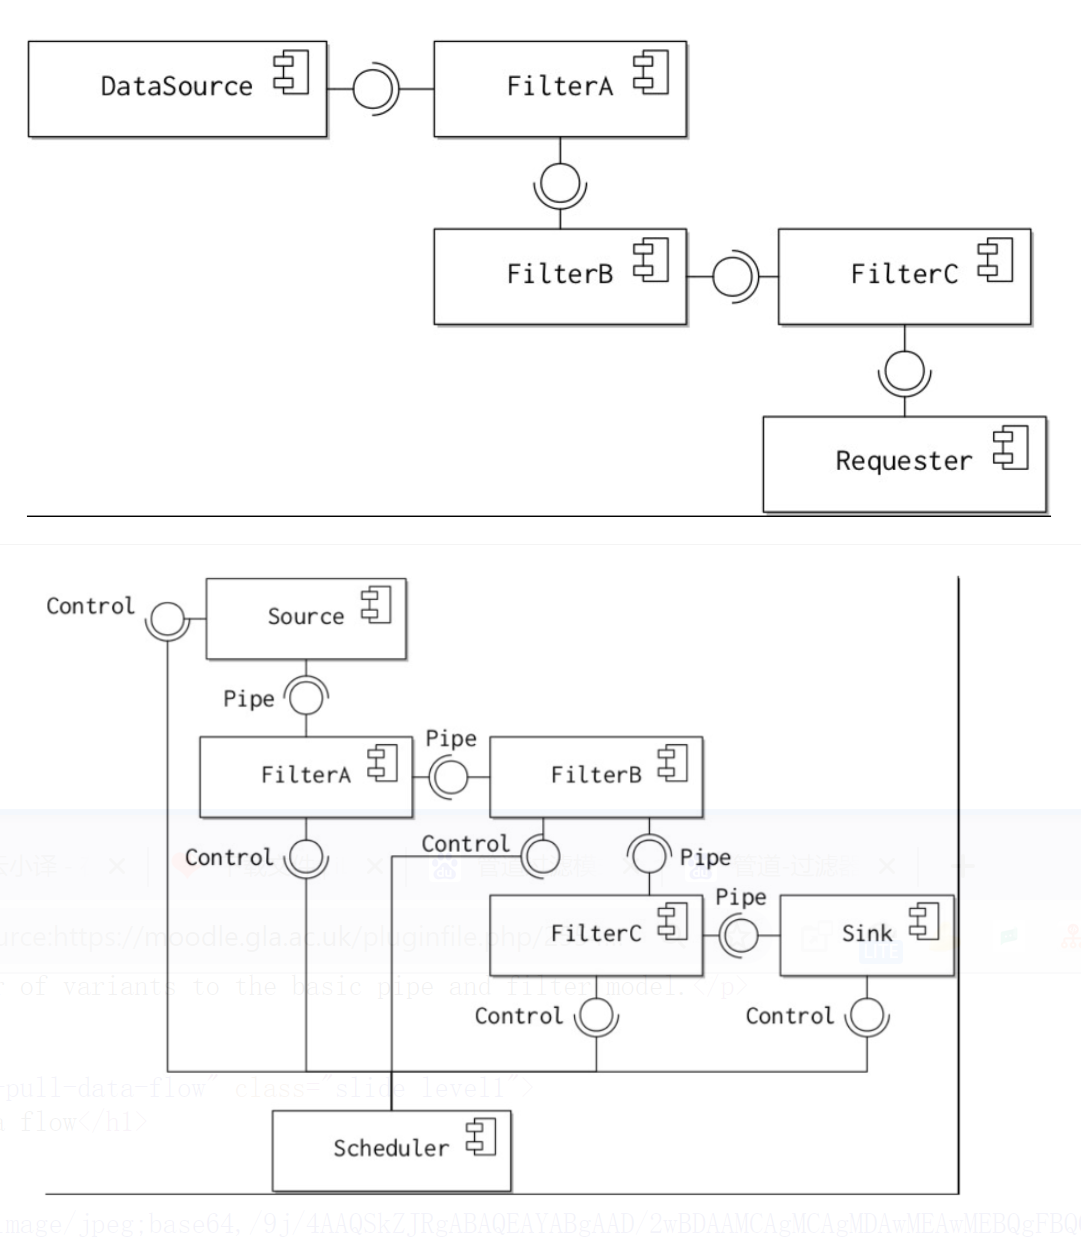 DataSource
FilterA
FilterB
FilterC
Requester
Control
Source
Pipe
Pipe
FilterA
FilterB
Control
Control
Pipe
Pipe
FilterC
Sink
urce:https://moodle.gla.ac.uk/pluginfile.php/2
r of variants to the basic pipe and filter model.</p>
Control
Control
-pull-data-flow" class="slide level1">
flow</h1>
Scheduler
image/jpeg;base64,/9j/4AAQSkZJRgABAQEAYABgAAD/2wBDAAMCAgMCAgMDAwMEAwMEBQgFBQ